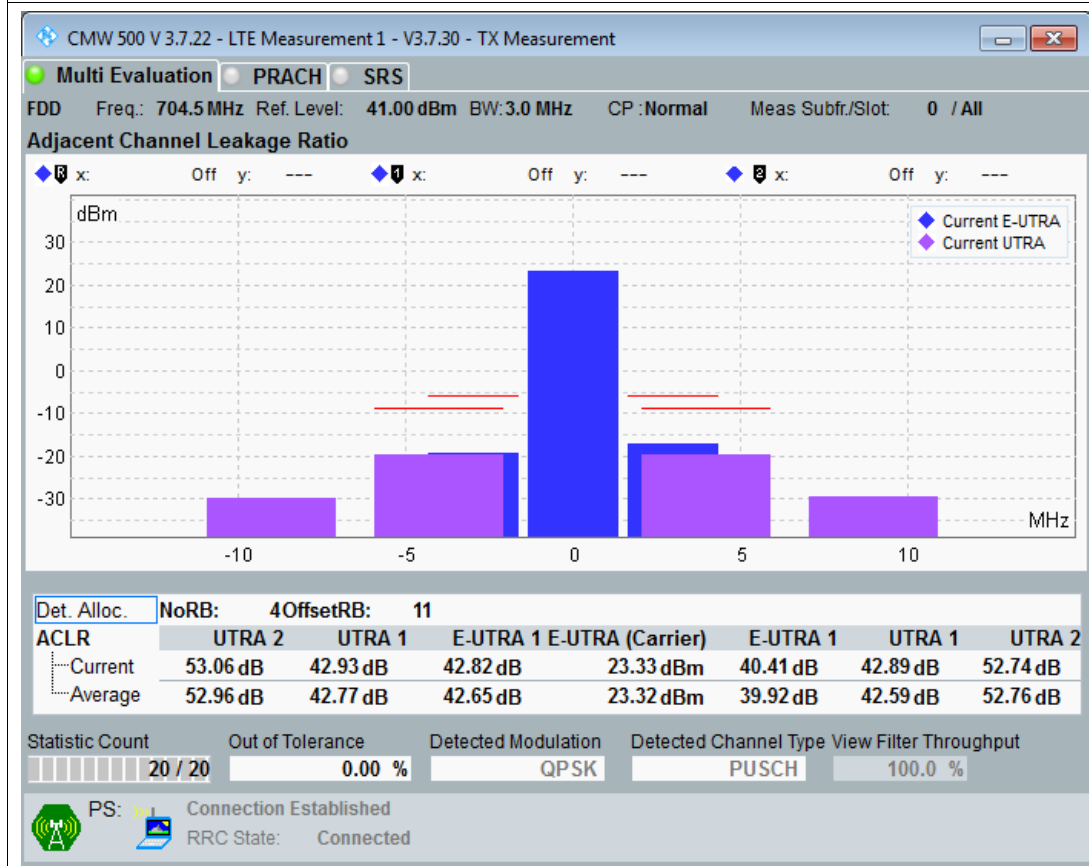 CMW 500 V 3.7.22 - LTE Measurement 1 - V3.7.30 - TX Measurement
Multi Evaluation PRACH SRS
FDD Freq.: 704.5 MHz Ref. Level: 41.00 dBm BW: 3.0 MHz CP : Normal Meas Subfr./Slot: 0 / All
Adjacent Channel Leakage Ratio
R x: Off y: --- 1 x: Off y: --- 2 x: Off y: ---
dBm
Current E-UTRA
Current UTRA
30
20
10
0
-10
-20
-30
MHz
-10 -5 0 5 10
Det. Alloc. NoRB: 4 OffsetRB: 11
ACLR UTRA 2 UTRA 1 E-UTRA 1 E-UTRA (Carrier) E-UTRA 1 UTRA 1 UTRA 2
Current 53.06 dB 42.93 dB 42.82 dB 23.33 dBm 40.41 dB 42.89 dB 52.74 dB
Average 52.96 dB 42.77 dB 42.65 dB 23.32 dBm 39.92 dB 42.59 dB 52.76 dB
Statistic Count Out of Tolerance Detected Modulation Detected Channel Type View Filter Throughput
20 / 20 0.00 % QPSK PUSCH 100.0 %
PS: Connection Established
RRC State: Connected